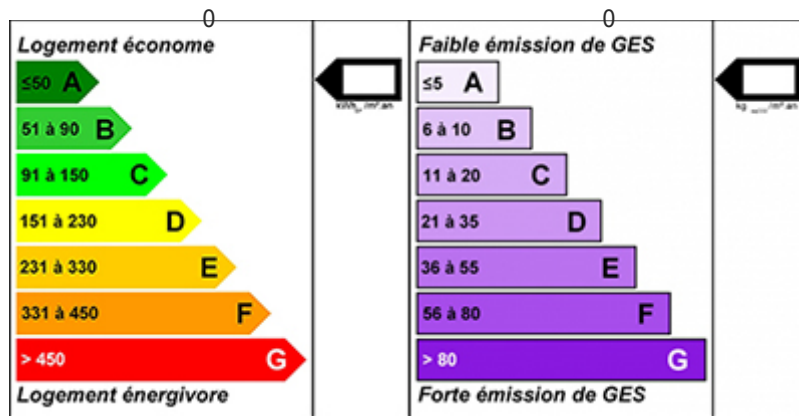 0
Logement économe
≤50 A
51 à 90 B
91 à 150 C
151 à 230 D
231 à 330 E
331 à 450 F
> 450 G
Logement énergivore
0
Faible émission de GES
≤5 A
6 à 10 B
11 à 20 C
21 à 35 D
36 à 55 E
56 à 80 F
> 80 G
Forte émission de GES